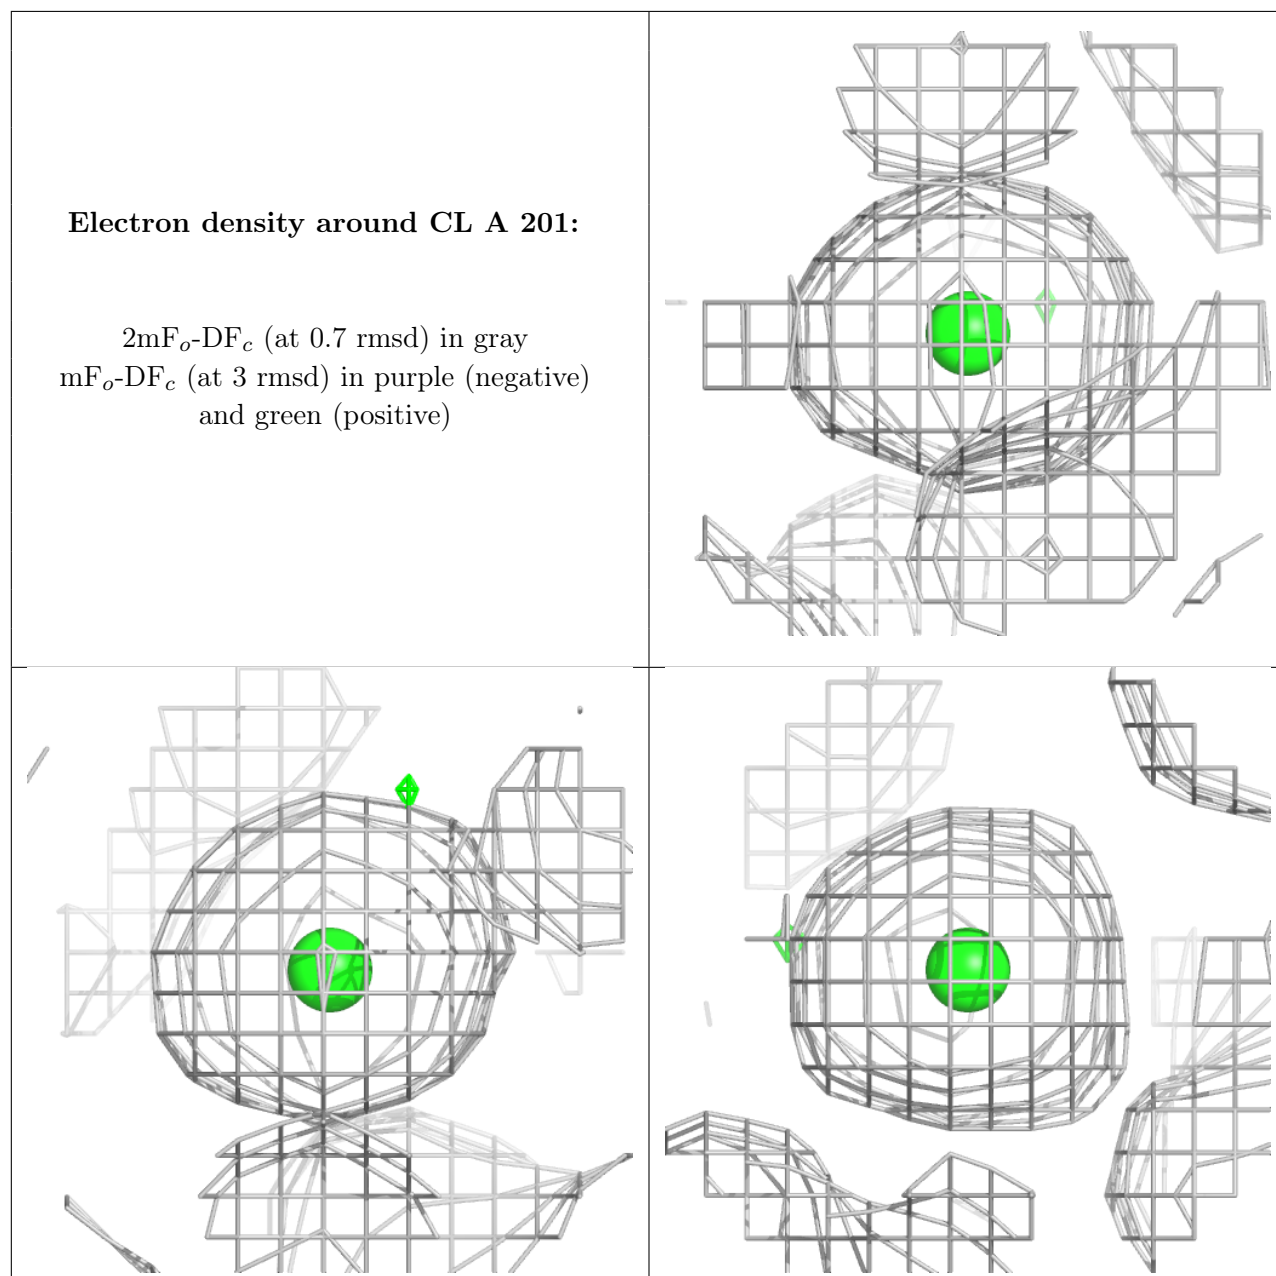 Electron density around CL A 201:
2mFo-DFc (at 0.7 rmsd) in gray
mFo-DFc (at 3 rmsd) in purple (negative)
and green (positive)